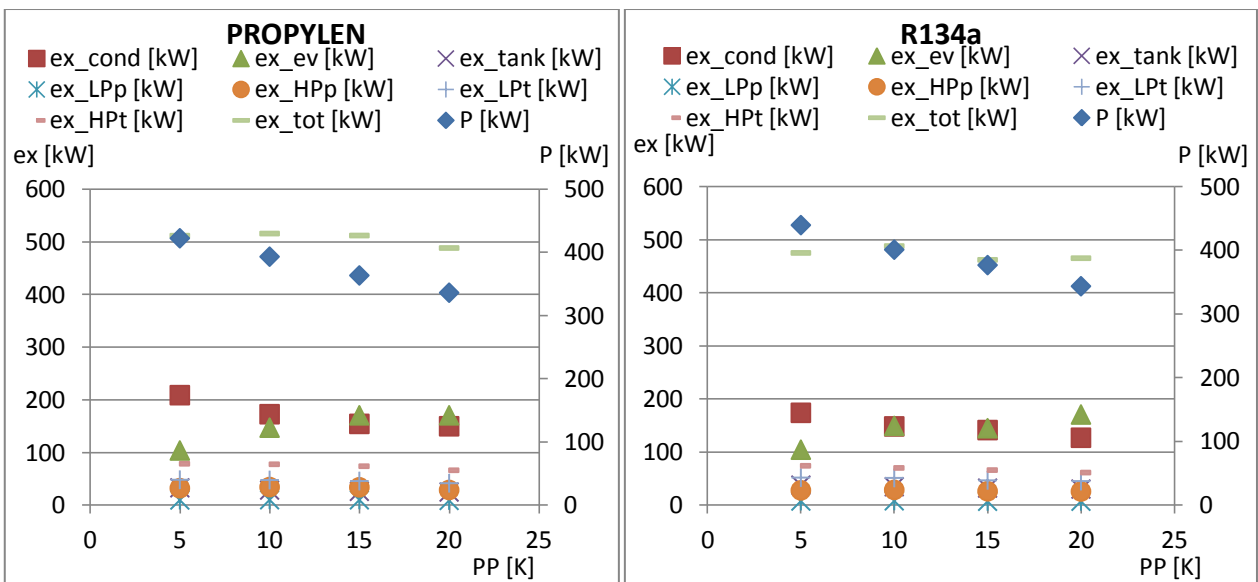 PROPYLEN
ex_cond [kW] ex_ev [kW] ex_tank [kW]
ex_LPp [kW] ex_HPp [kW] ex_LPt [kW]
ex_HPt [kW] ex_tot [kW] P [kW]
ex [kW] P [kW]
600 500
500 400
400 300
300 200
200 100
100 0
0
0 5 10 15 20 25
PP [K]
R134a
ex_cond [kW] ex_ev [kW] ex_tank [kW]
ex_LPp [kW] ex_HPp [kW] ex_LPt [kW]
ex_HPt [kW] ex_tot [kW] P [kW]
ex [kW] P [kW]
600 500
500 400
400 300
300 200
200 100
100 0
0
0 5 10 15 20 25
PP [K]